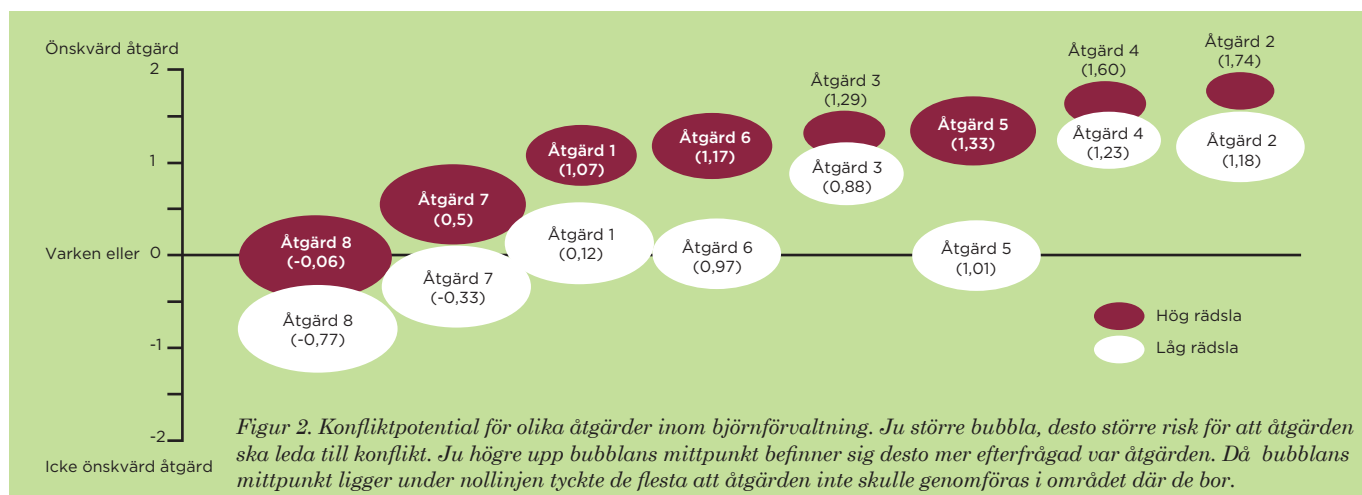 Önskvärd åtgärd
2
1
Varken eller 0
-1
-2
Icke önskvärd åtgärd
Åtgärd 8
(-0,06)
Åtgärd 8
(-0,77)
Åtgärd 7
(0,5)
Åtgärd 7
(-0,33)
Åtgärd 1
(1,07)
Åtgärd 1
(0,12)
Åtgärd 6
(1,17)
Åtgärd 6
(0,97)
Åtgärd 3
(1,29)
Åtgärd 3
(0,88)
Åtgärd 5
(1,33)
Åtgärd 5
(1,01)
Åtgärd 4
(1,60)
Åtgärd 4
(1,23)
Åtgärd 2
(1,74)
Åtgärd 2
(1,18)
Hög rädsla
Låg rädsla
Figur 2. Konfliktpotential för olika åtgärder inom björnförvaltning. Ju större bubbla, desto större risk för att åtgärden
ska leda till konflikt. Ju högre upp bubblans mittpunkt befinner sig desto mer efterfrågad var åtgärden. Då bubblans
mittpunkt ligger under nollinjen tyckte de flesta att åtgärden inte skulle genomföras i området där de bor.